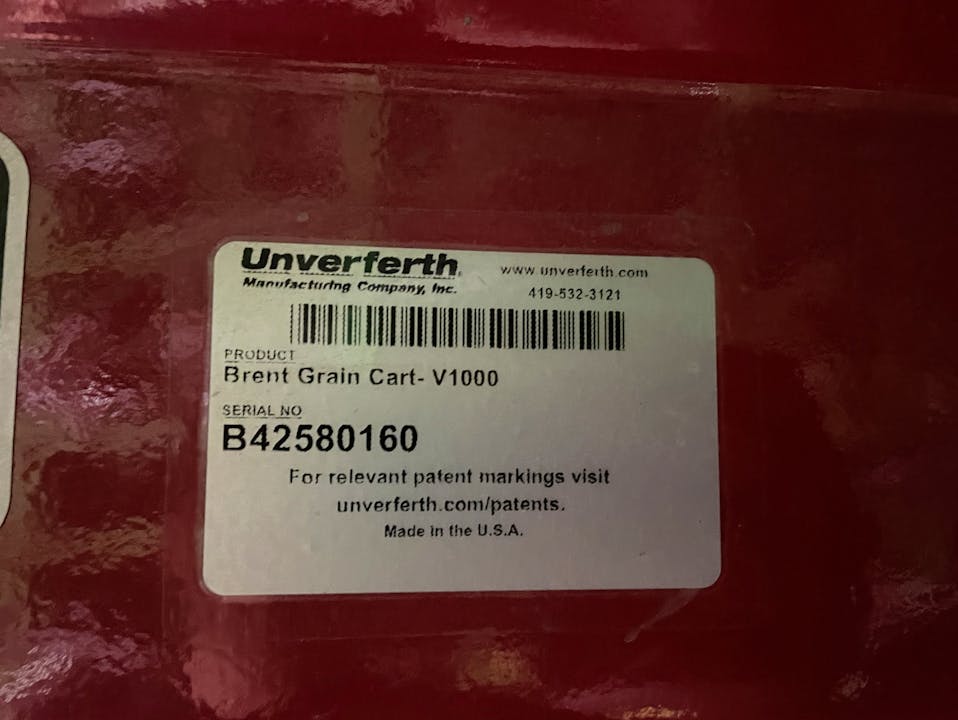 Unverferth
Manufacturing Company, Inc.
www.unverferth.com
419-532-3121
PRODUCT
Brent Grain Cart- V1000
SERIAL NO
B42580160
For relevant patent markings visit
unverferth.com/patents.
Made in the U.S.A.